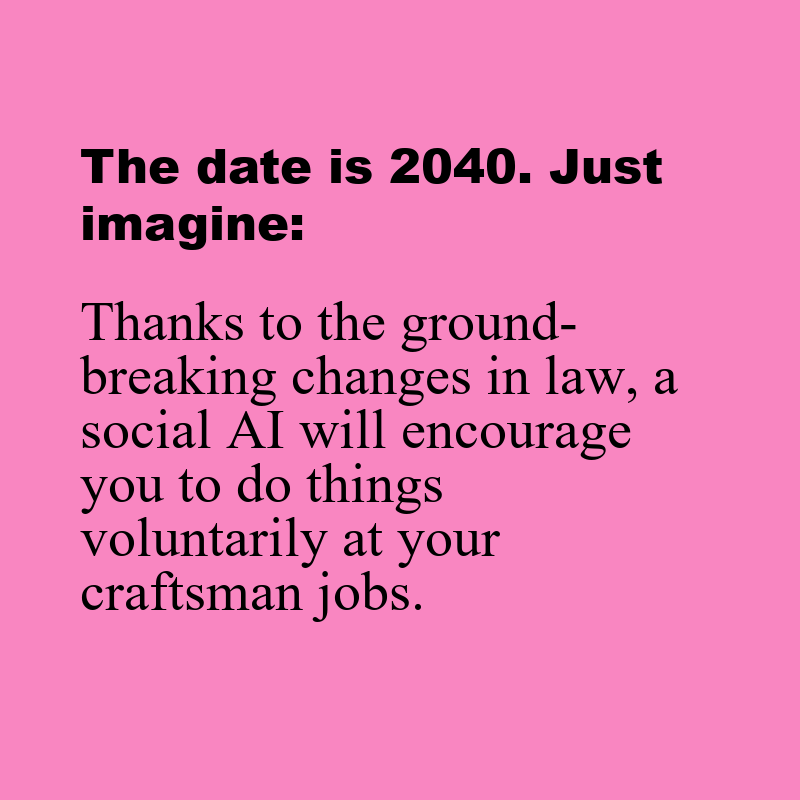 The date is 2040. Just
imagine:
Thanks to the ground-
breaking changes in law, a
social AI will encourage
you to do things
voluntarily at your
craftsman jobs.